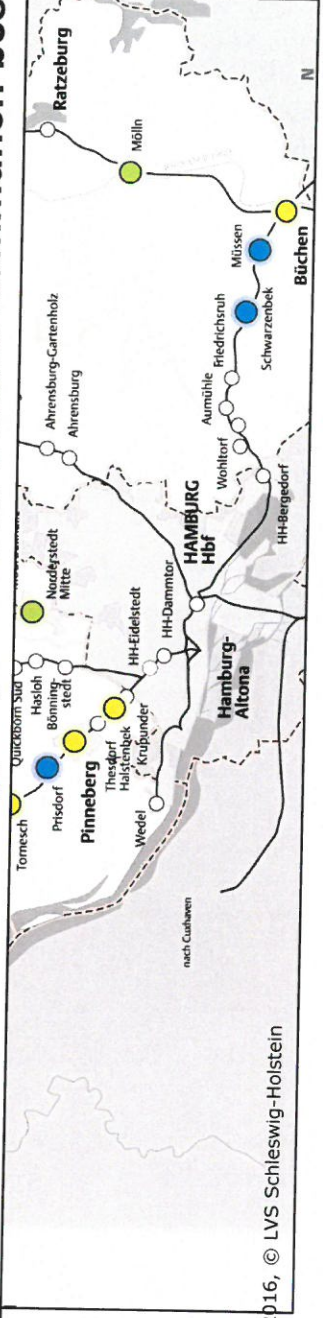 Ratzeburg
Mölln
Ahrensburg-Gartenholz
Ahrensburg
Müssen
Büchen
Friedrichsruh
Schwarzenbek
Aumühle
Wohltorf
HH-Bergedorf
HAMBURG
Hbf
Norderstedt
Mitte
Quickborn Süd
Hasloh
Bönning-
stedt
HH-Eidelstedt
HH-Dammtor
Tornesch
Prisdorf
Pinneberg
Thesdorf
Halstenbek
Krupunder
Wedel
Hamburg-
Altona
nach Cuxhaven
N
2016, © LVS Schleswig-Holstein